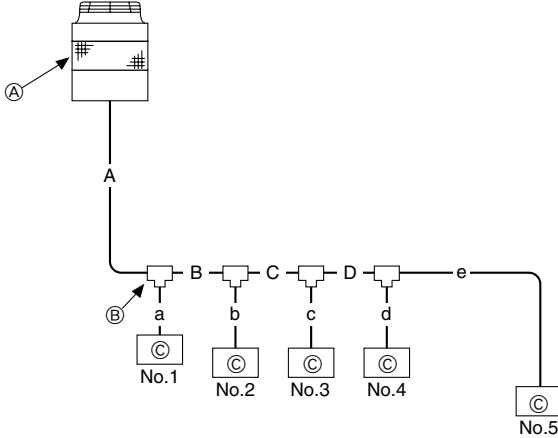 Ⓐ
A
B C D e
Ⓑ
a b c d
Ⓒ Ⓒ Ⓒ Ⓒ
No.1 No.2 No.3 No.4
Ⓒ
No.5